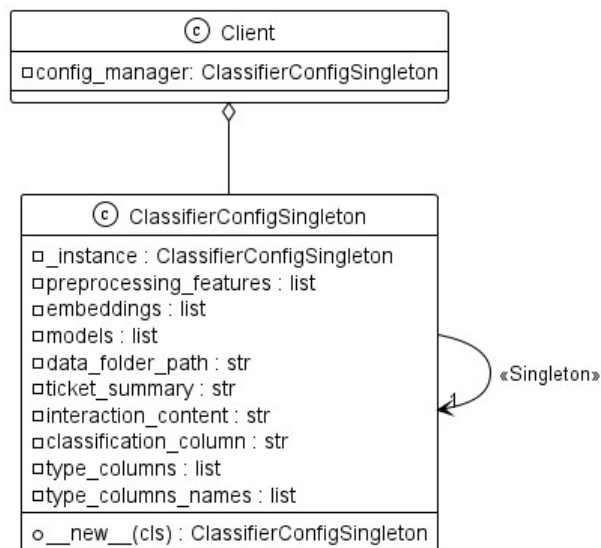 C Client
config_manager: ClassifierConfigSingleton
C ClassifierConfigSingleton
_instance : ClassifierConfigSingleton
preprocessing_features : list
embeddings : list
models : list
data_folder_path : str
ticket_summary : str
interaction_content : str
classification_column : str
type_columns : list
type_columns_names : list
__new__(cls) : ClassifierConfigSingleton
«Singleton»
1